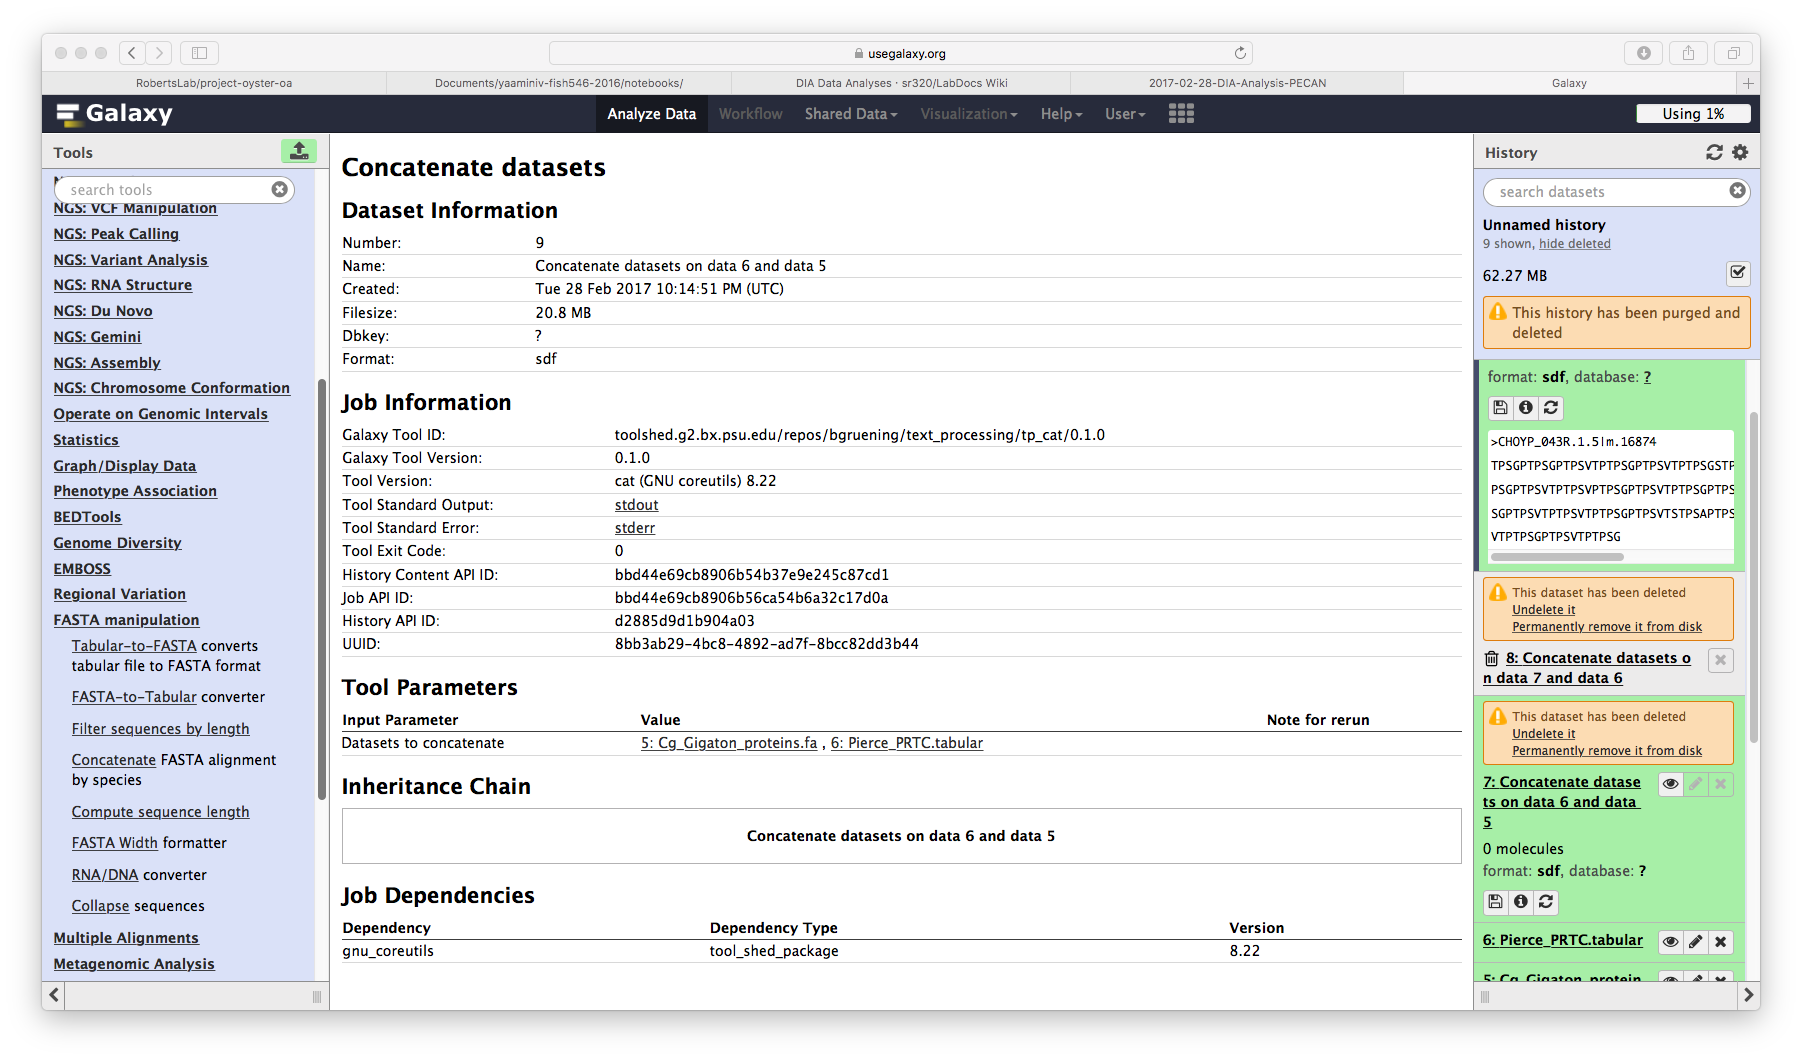 usegalaxy.org
RobertsLab/project-oyster-oa
Documents/yaaminiv-fish546-2016/notebooks/
DIA Data Analyses · sr320/LabDocs Wiki
2017-02-28-DIA-Analysis-PECAN
Galaxy
Galaxy
Analyze Data
Workflow
Shared Data
Visualization
Help
User
Using 1%
Tools
search tools
NGS: VCF Manipulation
NGS: Peak Calling
NGS: Variant Analysis
NGS: RNA Structure
NGS: Du Novo
NGS: Gemini
NGS: Assembly
NGS: Chromosome Conformation
Operate on Genomic Intervals
Statistics
Graph/Display Data
Phenotype Association
BEDTools
Genome Diversity
EMBOSS
Regional Variation
FASTA manipulation
Tabular-to-FASTA converts
tabular file to FASTA format
FASTA-to-Tabular converter
Filter sequences by length
Concatenate FASTA alignment
by species
Compute sequence length
FASTA Width formatter
RNA/DNA converter
Collapse sequences
Multiple Alignments
Metagenomic Analysis
Concatenate datasets
Dataset Information
Number: 9
Name: Concatenate datasets on data 6 and data 5
Created: Tue 28 Feb 2017 10:14:51 PM (UTC)
Filesize: 20.8 MB
Dbkey: ?
Format: sdf
Job Information
Galaxy Tool ID: toolshed.g2.bx.psu.edu/repos/bgruening/text_processing/tp_cat/0.1.0
Galaxy Tool Version: 0.1.0
Tool Version: cat (GNU coreutils) 8.22
Tool Standard Output: stdout
Tool Standard Error: stderr
Tool Exit Code: 0
History Content API ID: bbd44e69cb8906b54b37e9e245c87cd1
Job API ID: bbd44e69cb8906b56ca54b6a32c17d0a
History API ID: d2885d9d1b904a03
UUID: 8bb3ab29-4bc8-4892-ad7f-8bcc82dd3b44
Tool Parameters
Input Parameter Value Note for rerun
Datasets to concatenate 5: Cg_Gigaton_proteins.fa , 6: Pierce_PRTC.tabular
Inheritance Chain
Concatenate datasets on data 6 and data 5
Job Dependencies
Dependency Dependency Type Version
gnu_coreutils tool_shed_package 8.22
History
search datasets
Unnamed history
9 shown, hide deleted
62.27 MB
This history has been purged and
deleted
format: sdf, database: ?
>CHOYP_043R.1.5|m.16874
TPSGPTPSGPTPSVTPTPSGPTPSVTPTPSGSTP
PSGPTPSVTPTPSVTPTPSGPTPSVTPTPSGPTPS
SGPTPSVTPTPSVTPTPSGPTPSVTSTPSAPTPS
VTPTPSGPTPSVTPTPSG
This dataset has been deleted
Undelete it
Permanently remove it from disk
8: Concatenate datasets o
n data 7 and data 6
This dataset has been deleted
Undelete it
Permanently remove it from disk
7: Concatenate datase
ts on data 6 and data
5
0 molecules
format: sdf, database: ?
6: Pierce_PRTC.tabular
5: Cg_Gigaton_protein